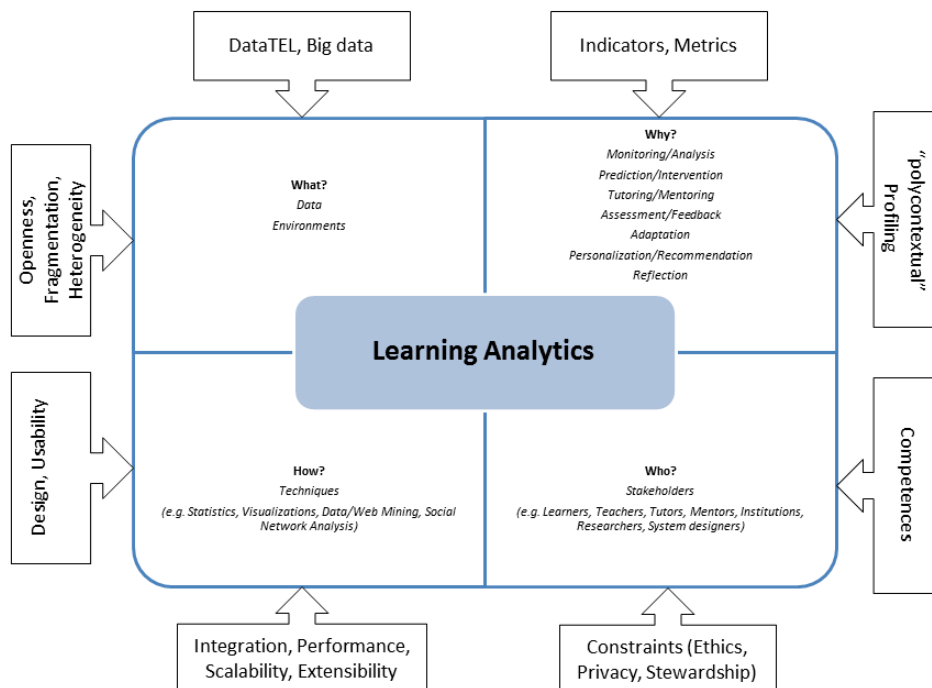 DataTEL, Big data
Indicators, Metrics
Openness,
Fragmentation,
Heterogeneity
What?
Data
Environments
Why?
Monitoring/Analysis
Prediction/Intervention
Tutoring/Mentoring
Assessment/Feedback
Adaptation
Personalization/Recommendation
Reflection
“polycontextual”
Profiling
Learning Analytics
Design, Usability
How?
Techniques
(e.g. Statistics, Visualizations, Data/Web Mining, Social
Network Analysis)
Who?
Stakeholders
(e.g. Learners, Teachers, Tutors, Mentors, Institutions,
Researchers, System designers)
Competences
Integration, Performance,
Scalability, Extensibility
Constraints (Ethics,
Privacy, Stewardship)